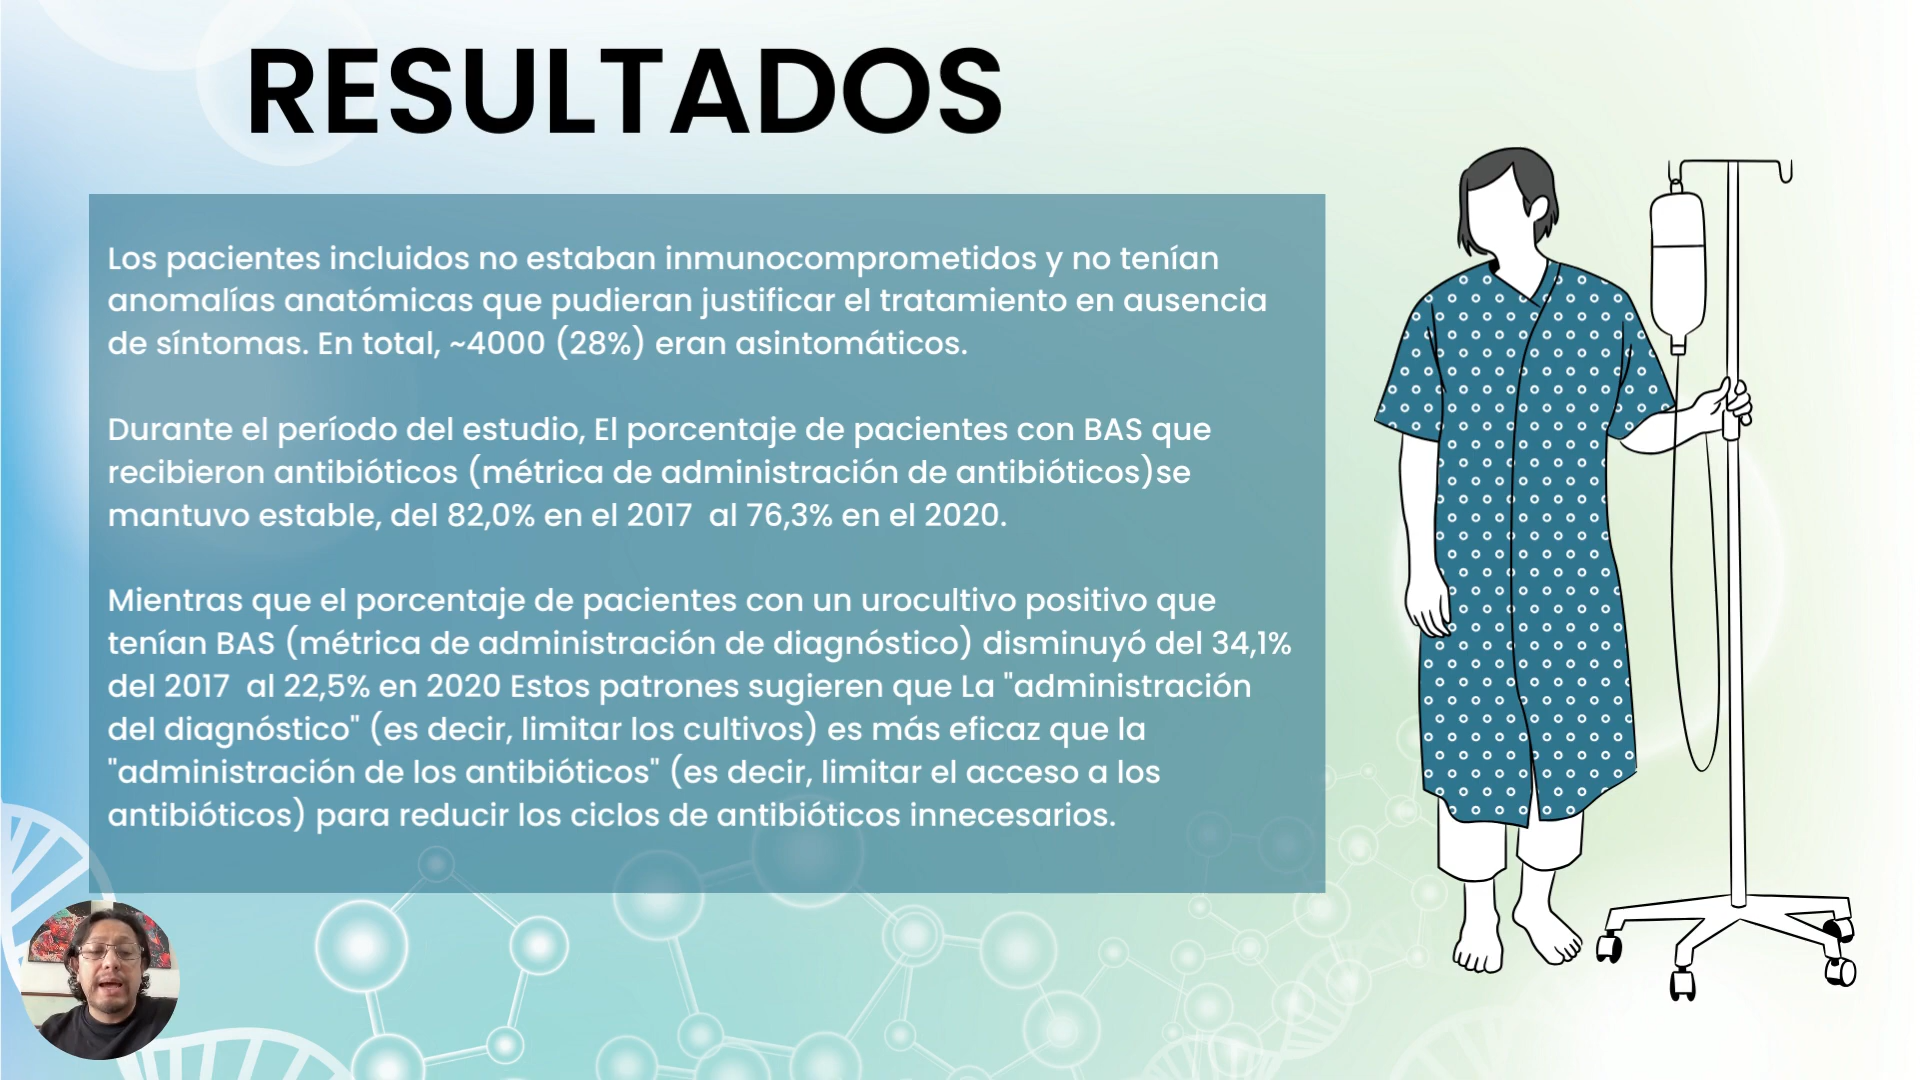 RESULTADOS
Los pacientes incluidos no estaban inmunocomprometidos y no tenían
anomalías anatómicas que pudieran justificar el tratamiento en ausencia
de síntomas. En total, ~4000 (28%) eran asintomáticos.
Durante el período del estudio, El porcentaje de pacientes con BAS que
recibieron antibióticos (métrica de administración de antibióticos)se
mantuvo estable, del 82,0% en el 2017  al 76,3% en el 2020.
Mientras que el porcentaje de pacientes con un urocultivo positivo que
tenían BAS (métrica de administración de diagnóstico) disminuyó del 34,1%
del 2017  al 22,5% en 2020 Estos patrones sugieren que La "administración
del diagnóstico" (es decir, limitar los cultivos) es más eficaz que la
"administración de los antibióticos" (es decir, limitar el acceso a los
antibióticos) para reducir los ciclos de antibióticos innecesarios.